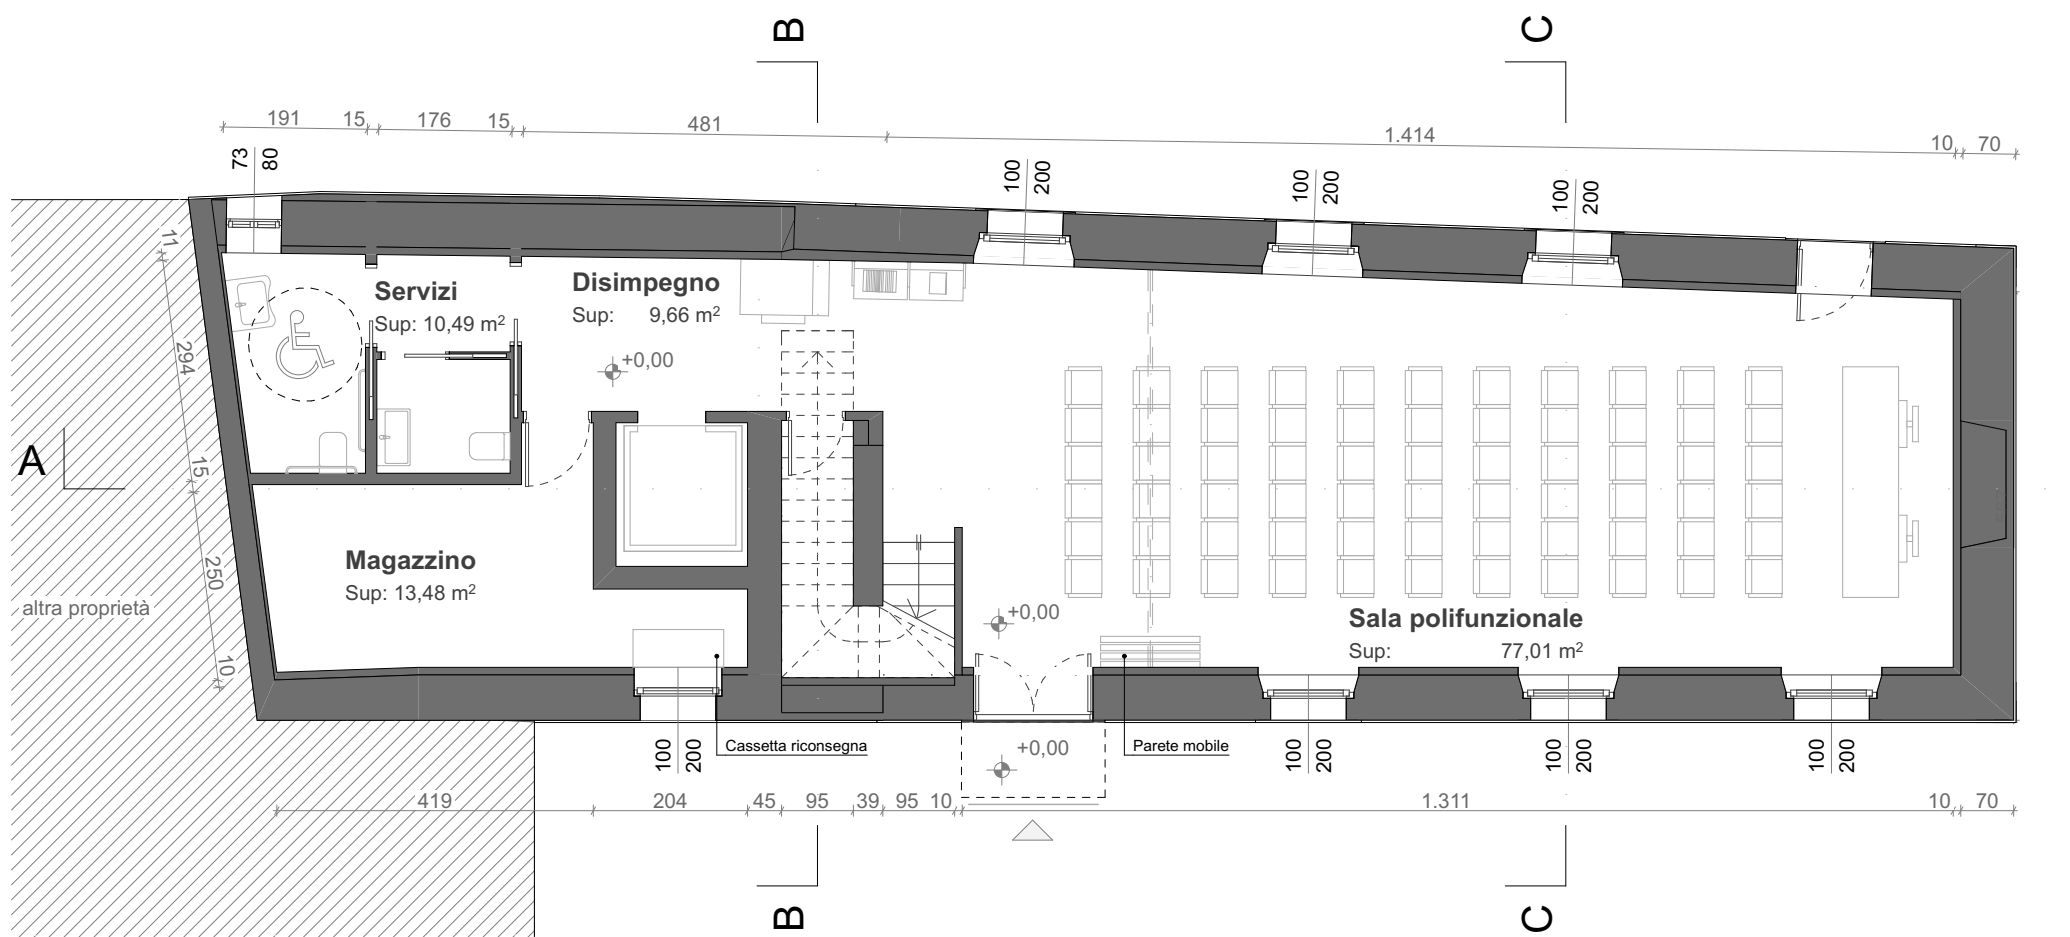 B
C
191
15
176
15
481
1.414
10
70
73
80
100
200
100
200
100
200
11
Servizi
Sup: 10,49 m²
Disimpegno
Sup: 9,66 m²
+0,00
294
A
15
250
Magazzino
Sup: 13,48 m²
altra proprietà
+0,00
Sala polifunzionale
Sup: 77,01 m²
10
100
200
Cassetta riconsegna
+0,00
Parete mobile
100
200
100
200
100
200
419
204
45
95
39
95
10
1.311
10
70
B
C